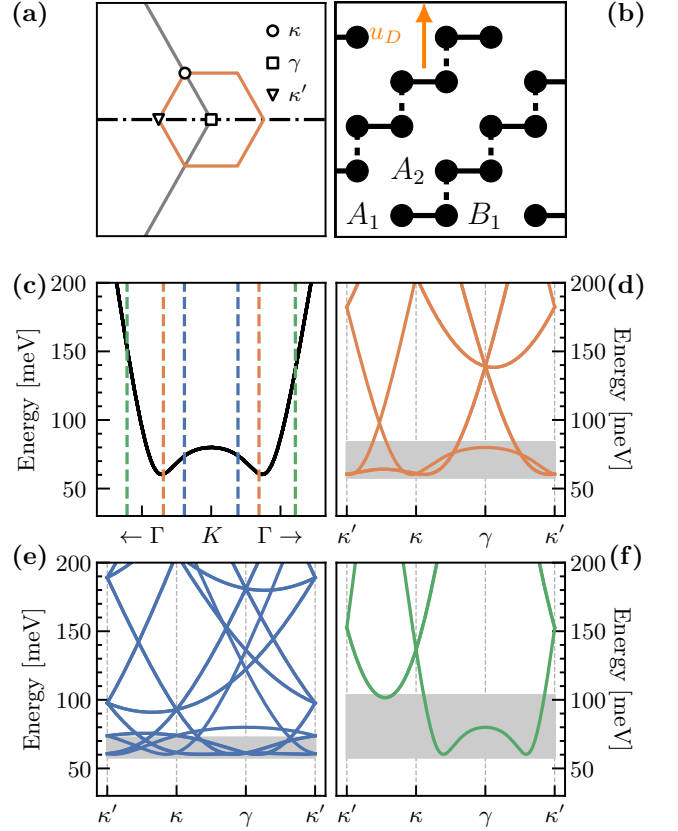 (a)
κ
γ
κ′
(b)
u_D
A_2
A_1
B_1
(c)
Energy [meV]
200
150
100
50
← Γ
K
Γ →
(d)
Energy [meV]
200
150
100
50
κ′
κ
γ
κ′
(e)
Energy [meV]
200
150
100
50
κ′
κ
γ
κ′
(f)
Energy [meV]
200
150
100
50
κ′
κ
γ
κ′